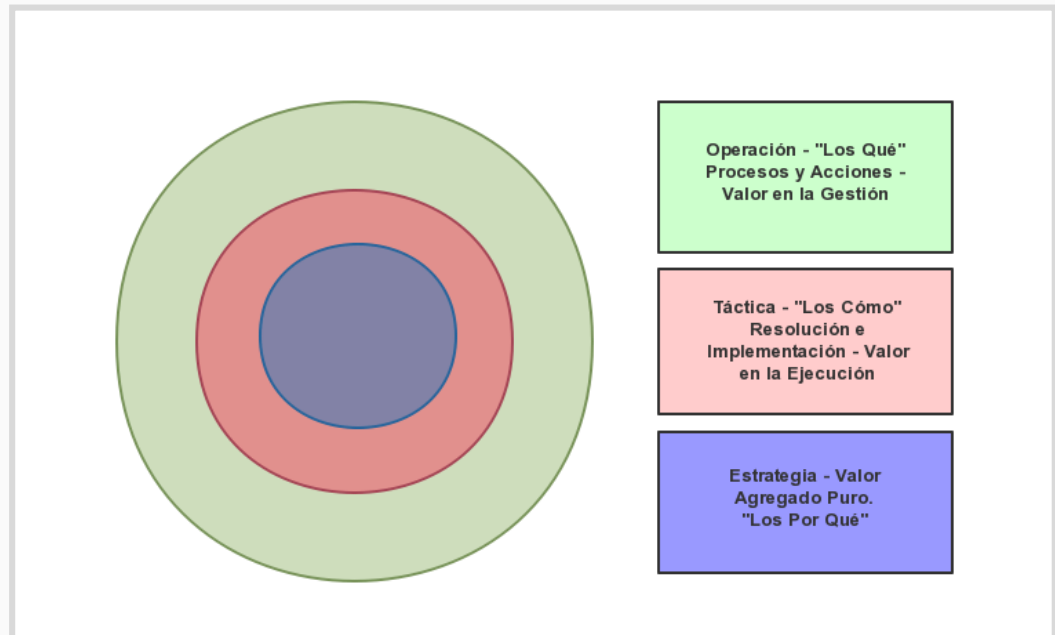 Operación - "Los Qué"
Procesos y Acciones -
Valor en la Gestión
Táctica - "Los Cómo"
Resolución e
Implementación - Valor
en la Ejecución
Estrategia - Valor
Agregado Puro.
"Los Por Qué"